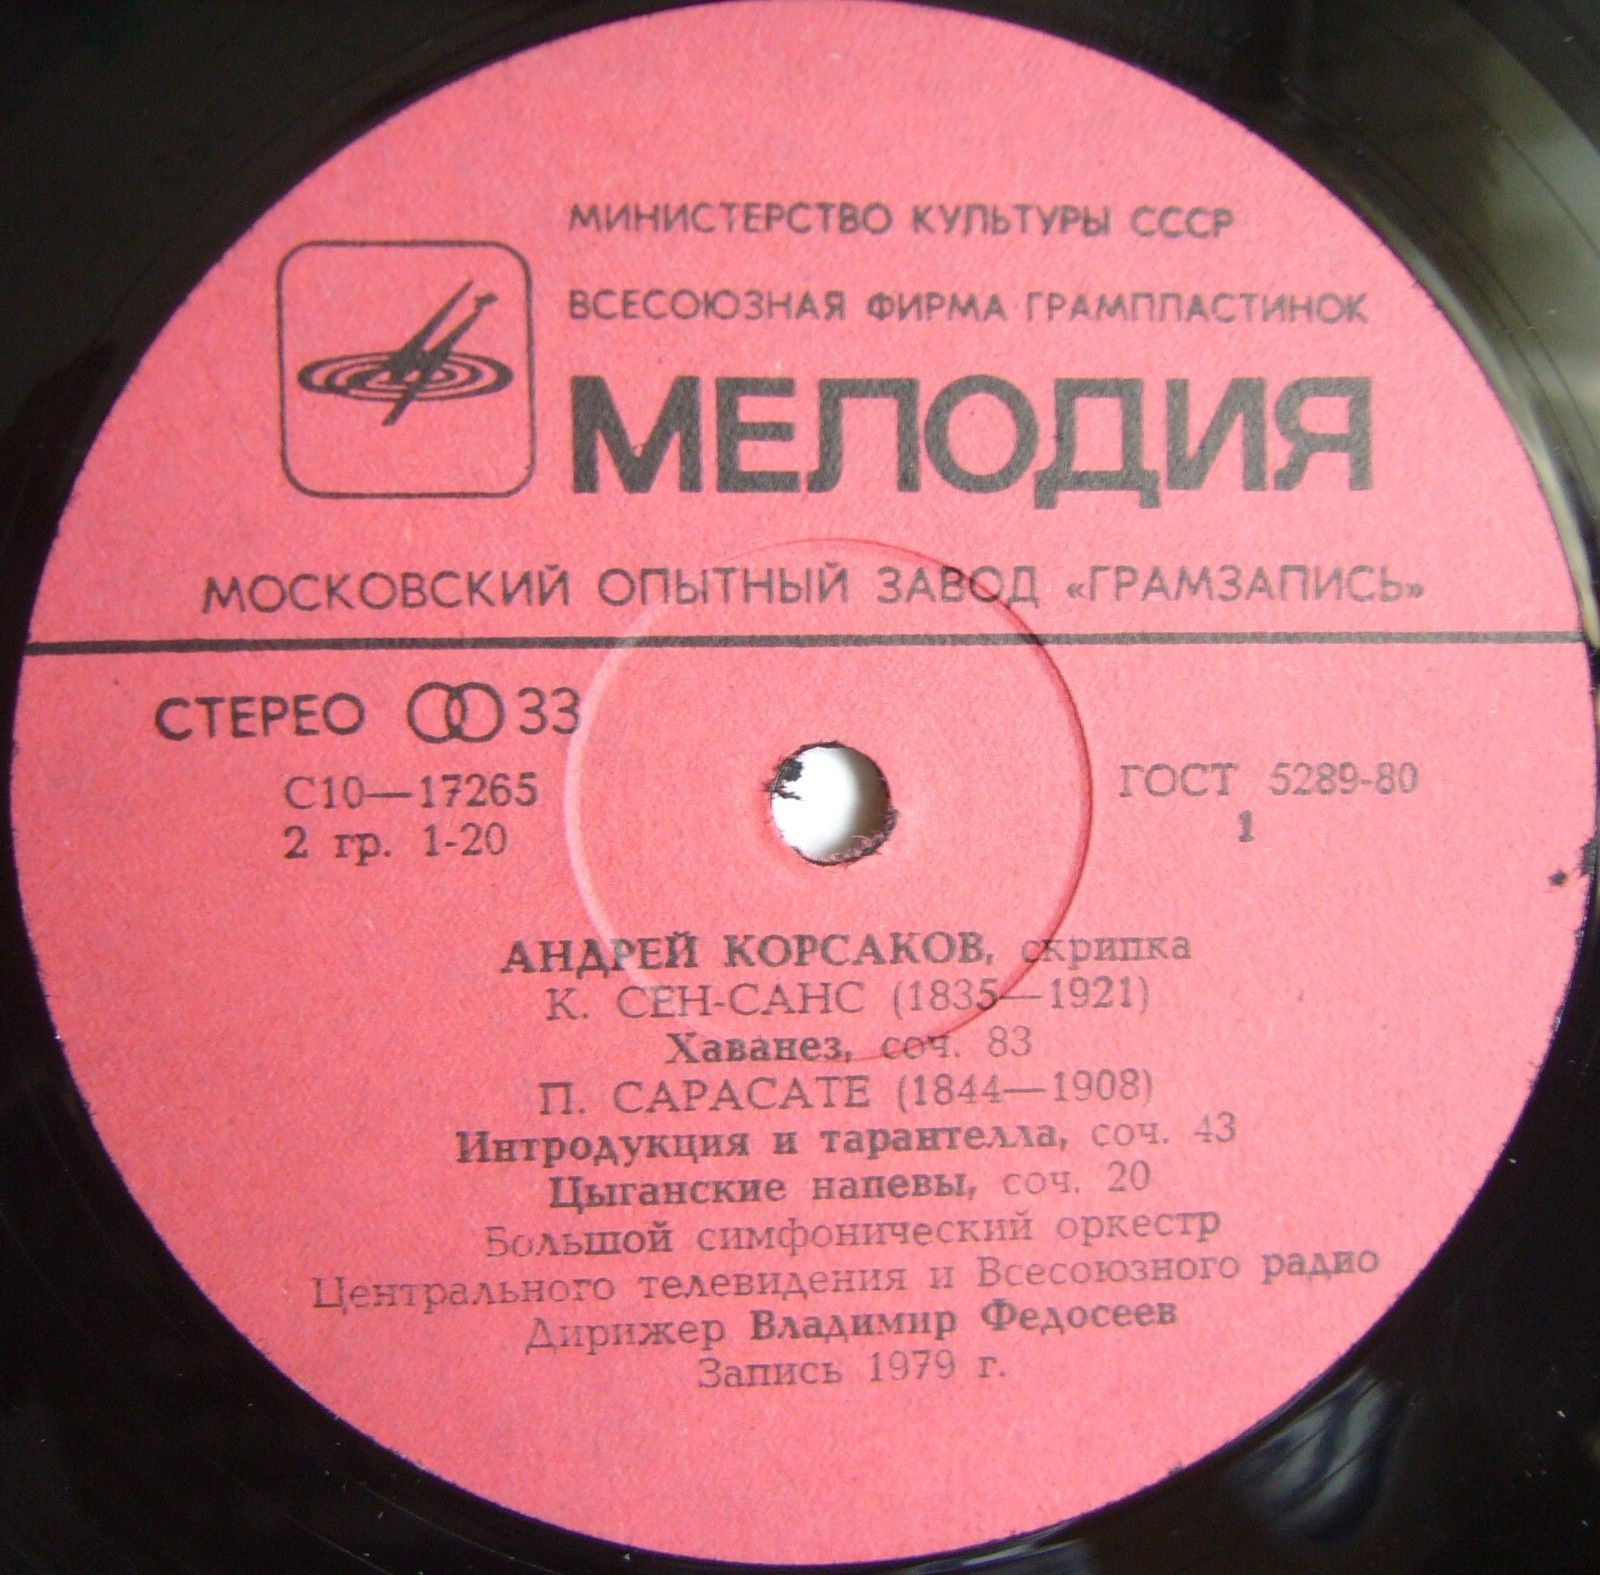 МИНИСТЕРСТВО КУЛЬТУРЫ СССР
ВСЕСОЮЗНАЯ ФИРМА ГРАМПЛАСТИНОК
МЕЛОДИЯ
МОСКОВСКИЙ ОПЫТНЫЙ ЗАВОД «ГРАМЗАПИСЬ»
СТЕРЕО 33
С10—17265
2 гр. 1-20
ГОСТ 5289-80
1
АНДРЕЙ КОРСАКОВ, скрипка
К. СЕН-САНС (1835—1921)
Хаванез, соч. 83
П. САРАСАТЕ (1844—1908)
Интродукция и тарантелла, соч. 43
Цыганские напевы, соч. 20
Большой симфонический оркестр
Центрального телевидения и Всесоюзного радио
Дирижер Владимир Федосеев
Запись 1979 г.